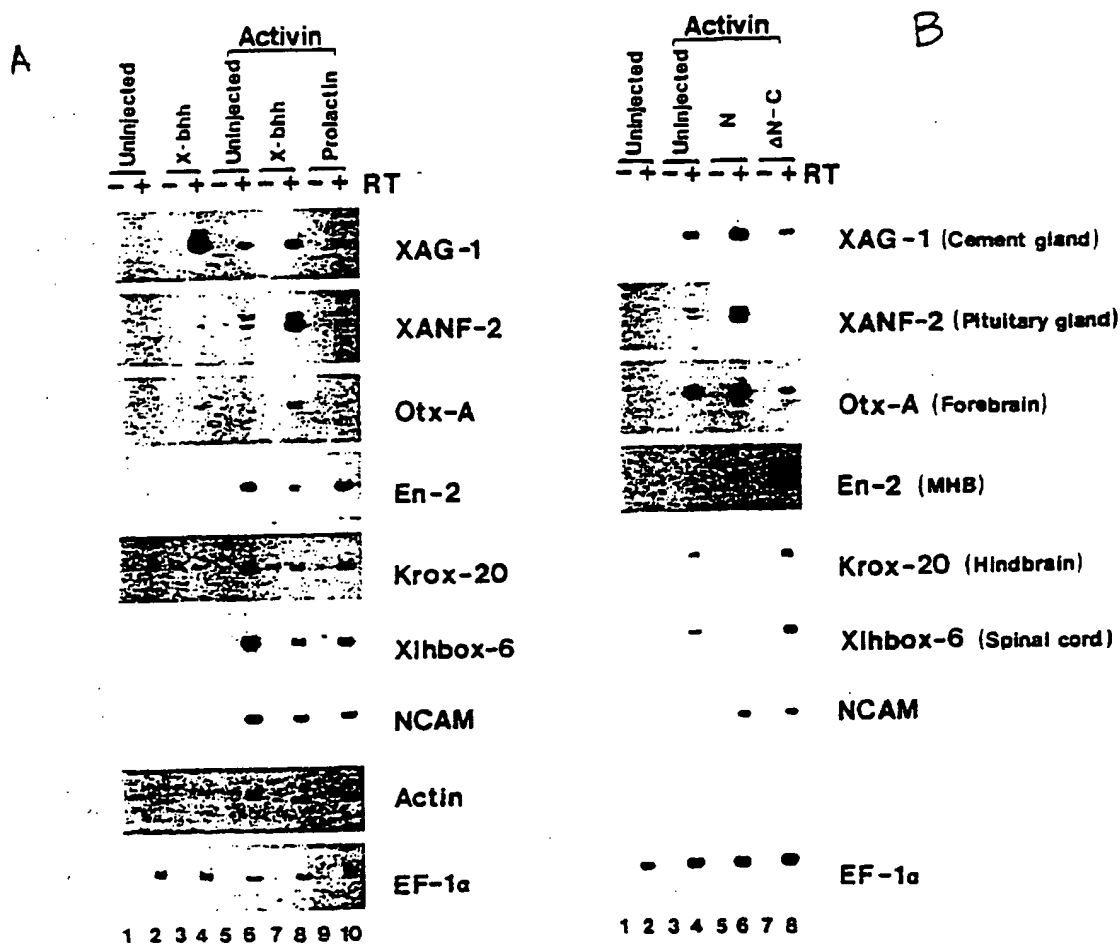 A
Activin
Uninjected
X-bhh
Uninjected
X-bhh
Prolactin
- + - + - + - + - + RT
XAG-1
XANF-2
Otx-A
En-2
Krox-20
Xlhbox-6
NCAM
Actin
EF-1α
1 2 3 4 5 6 7 8 9 10
B
Activin
Uninjected
Uninjected
N
ΔN-C
- + - + - + - + RT
XAG-1 (Cement gland)
XANF-2 (Pituitary gland)
Otx-A (Forebrain)
En-2 (MHB)
Krox-20 (Hindbrain)
Xlhbox-6 (Spinal cord)
NCAM
EF-1α
1 2 3 4 5 6 7 8